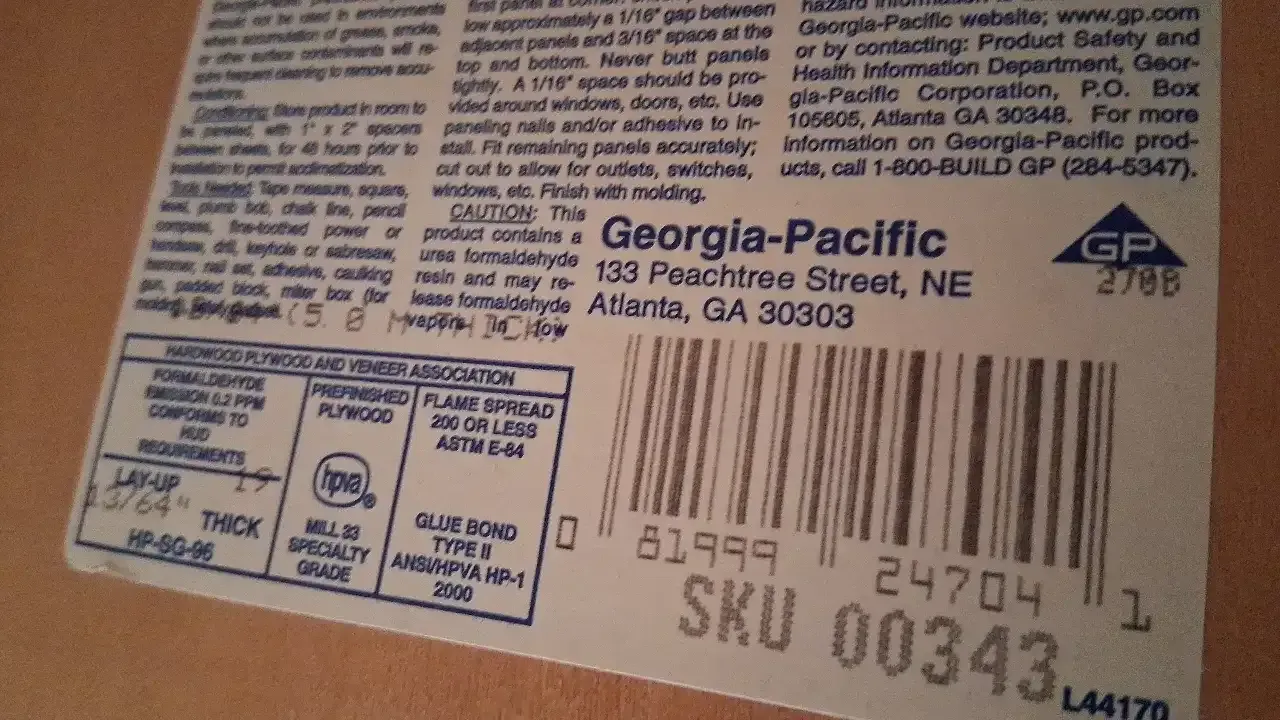 should not be used in environments
where accumulation of grease, smoke,
or other surface contaminants will re-
quire frequent cleaning to remove accu-
mulations.
Conditioning: Store product in room to
be paneled, with 1" x 2" spacers
between sheets, for 48 hours prior to
installation to permit acclimatization.
Tools Needed: Tape measure, square,
level, plumb bob, chalk line, pencil
compass, fine-toothed power or
handsaw, drill, keyhole or sabresaw,
hammer, nail set, adhesive, caulking
gun, padded block, miter box (for
molding),
first panel at
low approximately a 1/16" gap between
adjacent panels and 3/16" space at the
top and bottom. Never butt panels
tightly. A 1/16" space should be pro-
vided around windows, doors, etc. Use
paneling nails and/or adhesive to in-
stall. Fit remaining panels accurately;
cut out to allow for outlets, switches,
windows, etc. Finish with molding.
CAUTION: This
product contains a
urea formaldehyde
resin and may re-
lease formaldehyde
vapors in low
(5.0 M THICK)
hazard information
Georgia-Pacific website; www.gp.com
or by contacting: Product Safety and
Health Information Department, Geor-
gia-Pacific Corporation, P.O. Box
105605, Atlanta GA 30348. For more
information on Georgia-Pacific prod-
ucts, call 1-800-BUILD GP (284-5347).
Georgia-Pacific
133 Peachtree Street, NE
Atlanta, GA 30303
GP
2788
HARDWOOD PLYWOOD AND VENEER ASSOCIATION
FORMALDEHYDE
EMISSION 0.2 PPM
CONFORMS TO
HUD
REQUIREMENTS
LAY-UP 19
13/64"
THICK
HP-SG-96
PREFINISHED
PLYWOOD
hpva®
MILL 33
SPECIALTY
GRADE
FLAME SPREAD
200 OR LESS
ASTM E-84
GLUE BOND
TYPE II
ANSI/HPVA HP-1
2000
0 81999 24704 1
SKU 00343
L44170